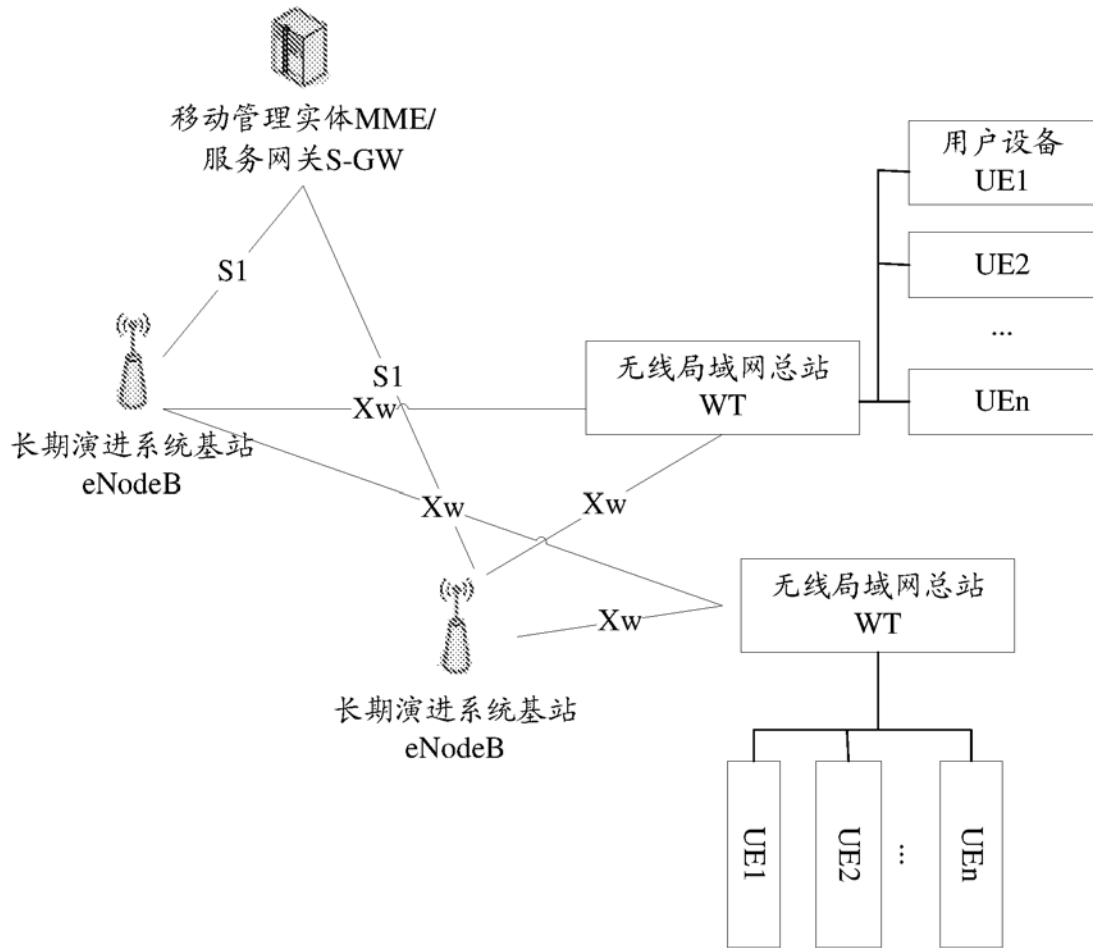 移动管理实体MME/
服务网关S-GW
用户设备
UE1
UE2
...
UEn
S1
S1
无线局域网总站
WT
Xw
长期演进系统基站
eNodeB
Xw
Xw
无线局域网总站
WT
Xw
长期演进系统基站
eNodeB
UE1
UE2
...
UEn